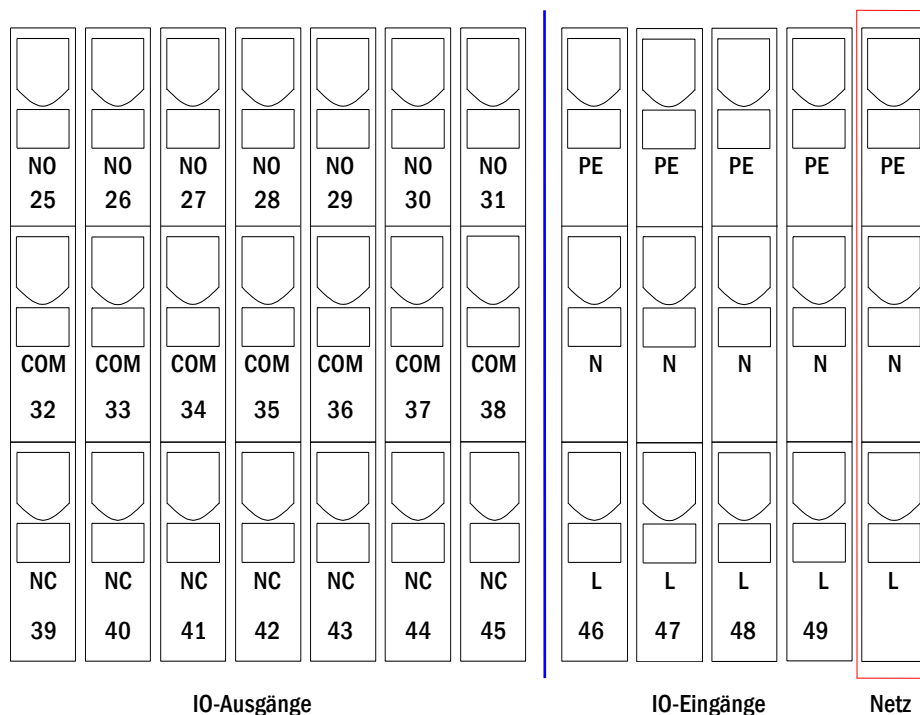 NO NO NO NO NO NO NO PE PE PE PE PE
25 26 27 28 29 30 31
COM COM COM COM COM COM COM N N N N N
32 33 34 35 36 37 38
NC NC NC NC NC NC NC L L L L L
39 40 41 42 43 44 45 46 47 48 49
IO-Ausgänge IO-Eingänge Netz